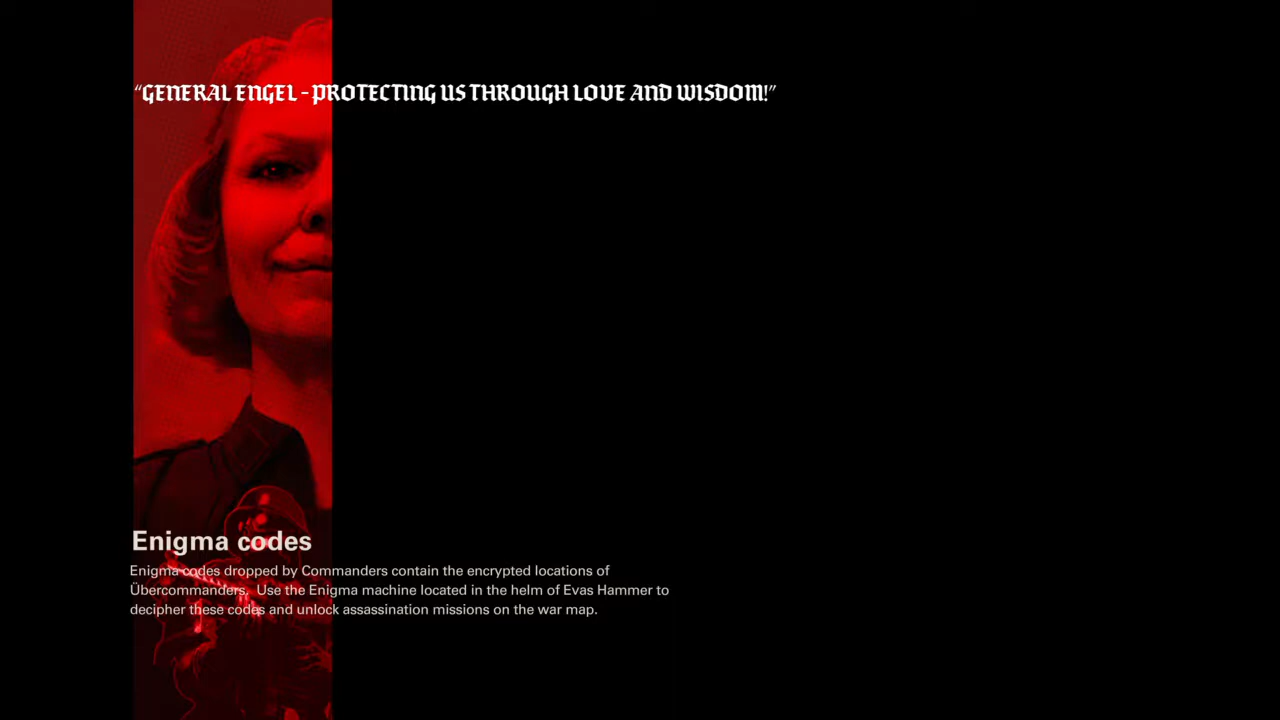 “GENERAL ENGEL - PROTECTING US THROUGH LOVE AND WISDOM!”
Enigma codes
Enigma codes dropped by Commanders contain the encrypted locations of
Übercommanders.  Use the Enigma machine located in the helm of Evas Hammer to
decipher these codes and unlock assassination missions on the war map.